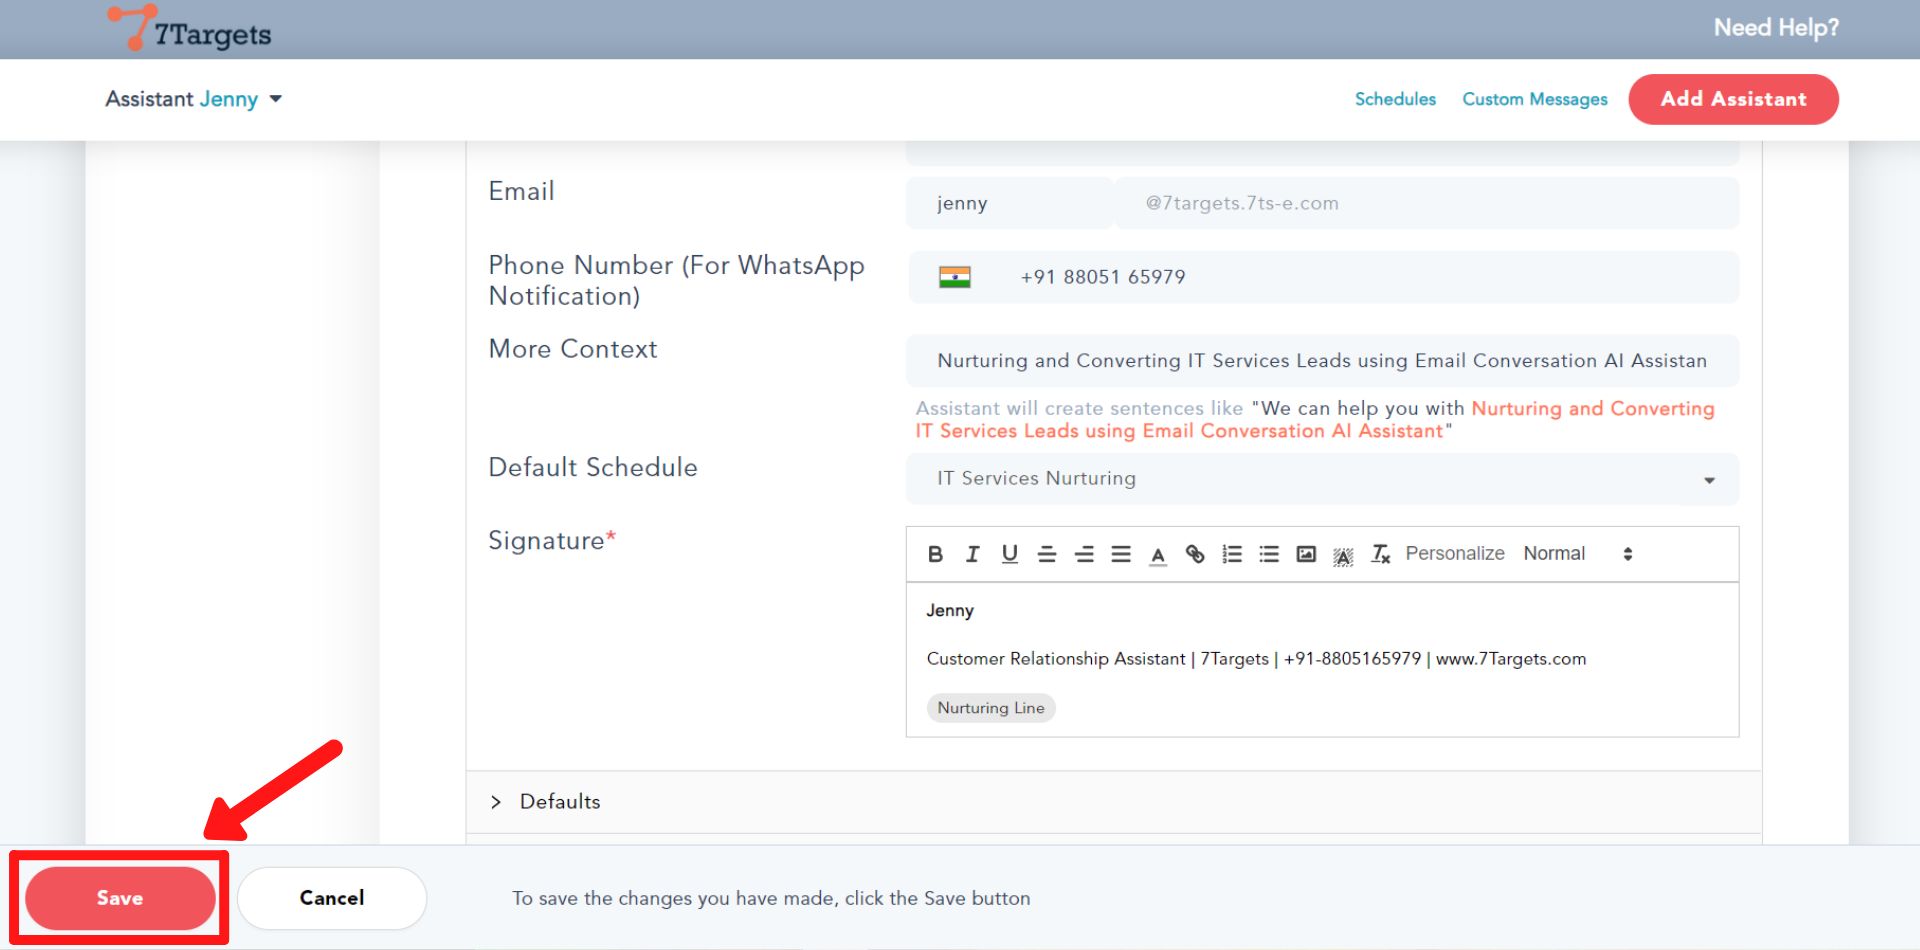 7Targets
Need Help?
Assistant Jenny
Schedules
Custom Messages
Add Assistant
Email
jenny
@7targets.7ts-e.com
Phone Number (For WhatsApp
Notification)
+91 88051 65979
More Context
Nurturing and Converting IT Services Leads using Email Conversation AI Assistan
Assistant will create sentences like "We can help you with Nurturing and Converting
IT Services Leads using Email Conversation AI Assistant"
Default Schedule
IT Services Nurturing
Signature*
B I U A A Tx Personalize Normal
Jenny
Customer Relationship Assistant | 7Targets | +91-8805165979 | www.7Targets.com
Nurturing Line
Defaults
Save
Cancel
To save the changes you have made, click the Save button